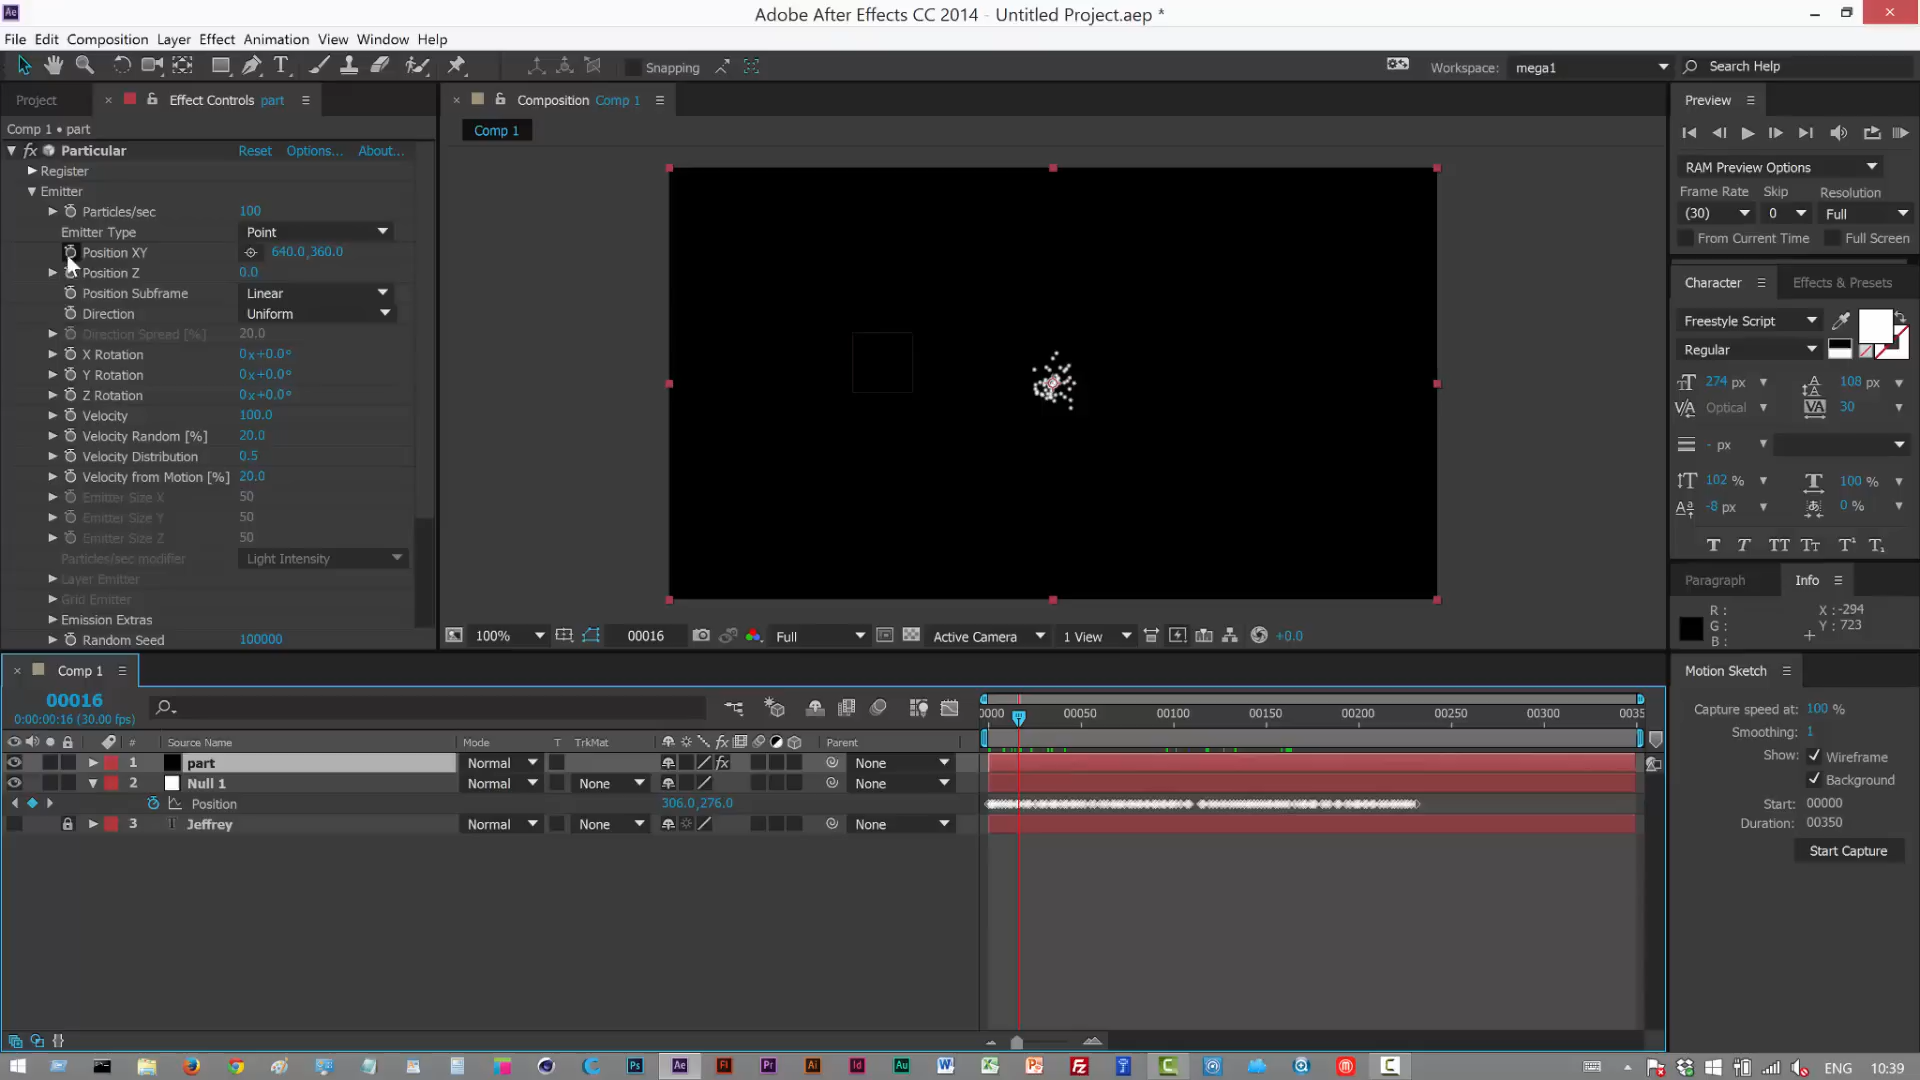 Adobe After Effects CC 2014 - Untitled Project.aep *
File Edit Composition Layer Effect Animation View Window Help
Snapping
Workspace: mega1
Search Help
Project
Effect Controls part
Composition Comp 1
Preview
Comp 1 • part
Comp 1
Particular Reset Options... About...
Register
Emitter
Particles/sec 100
Emitter Type Point
Position XY 640.0,360.0
Position Z 0.0
Position Subframe Linear
Direction Uniform
Direction Spread [%] 20.0
X Rotation 0x+0.0°
Y Rotation 0x+0.0°
Z Rotation 0x+0.0°
Velocity 100.0
Velocity Random [%] 20.0
Velocity Distribution 0.5
Velocity from Motion [%] 20.0
Emitter Size X 50
Emitter Size Y 50
Emitter Size Z 50
Particles/sec modifier Light Intensity
Layer Emitter
Grid Emitter
Emission Extras
Random Seed 100000
100% 00016 Full Active Camera 1 View +0.0
RAM Preview Options
Frame Rate Skip Resolution
(30) 0 Full
From Current Time Full Screen
Character Effects & Presets
Freestyle Script
Regular
274 px 108 px
Optical 30
- px
102 % 100 %
-8 px 0 %
T T TT Tт T¹ T₁
Paragraph Info
R :
G :
B :
X : -294
Y : 723
Motion Sketch
Capture speed at: 100 %
Smoothing: 1
Show: Wireframe
Background
Start: 00000
Duration: 00350
Start Capture
Comp 1
00016
0:00:00:16 (30.00 fps)
0000 00050 00100 00150 00200 00250 00300 0035
# Source Name Mode T TrkMat Parent
1 part Normal None
2 Null 1 Normal None None
Position 306.0,276.0
3 T Jeffrey Normal None None
ENG 10:39